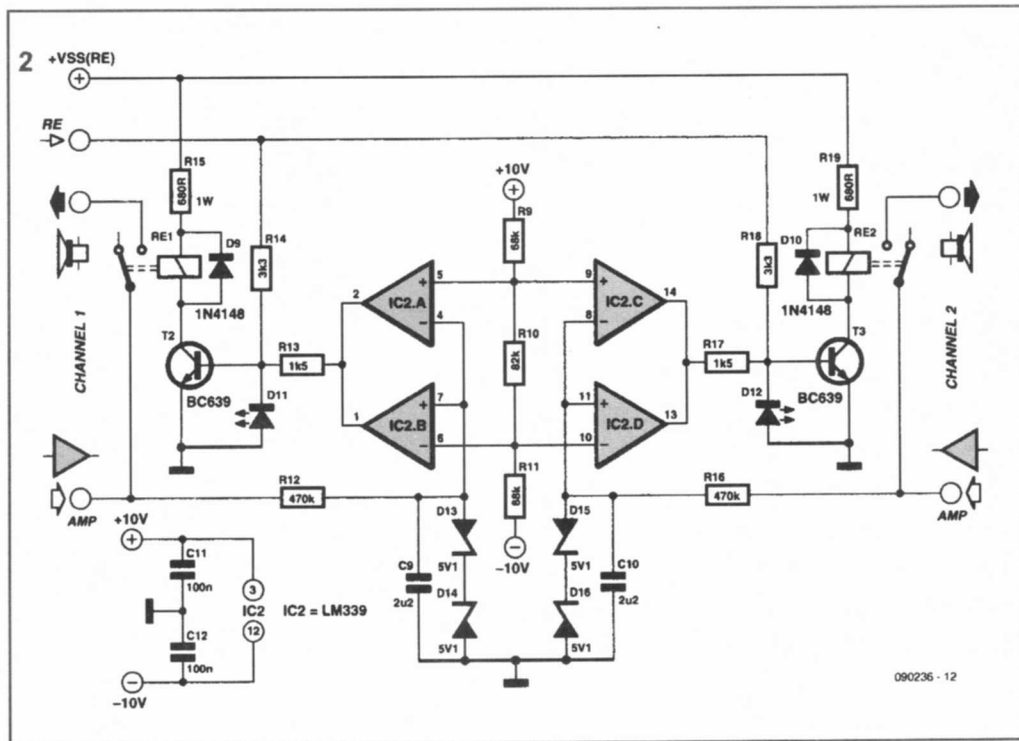 2
+VSS(RE)
RE
R15
680R
1W
RE1
D9
1N4148
R14
3k3
T2
BC639
D11
CHANNEL 1
R13
1k5
2
1
5
4
7
6
IC2.A
IC2.B
+
−
+
−
+10V
R9
68k
R10
82k
R11
68k
−10V
9
8
11
10
IC2.C
IC2.D
+
−
+
−
14
13
R17
1k5
R18
3k3
D10
1N4148
R19
680R
1W
RE2
T3
BC639
D12
CHANNEL 2
AMP
R12
470k
R16
470k
AMP
+10V
C11
100n
C12
100n
−10V
3
IC2
12
IC2 = LM339
C9
2u2
D13
5V1
D14
5V1
D15
5V1
D16
5V1
C10
2u2
090236 - 12